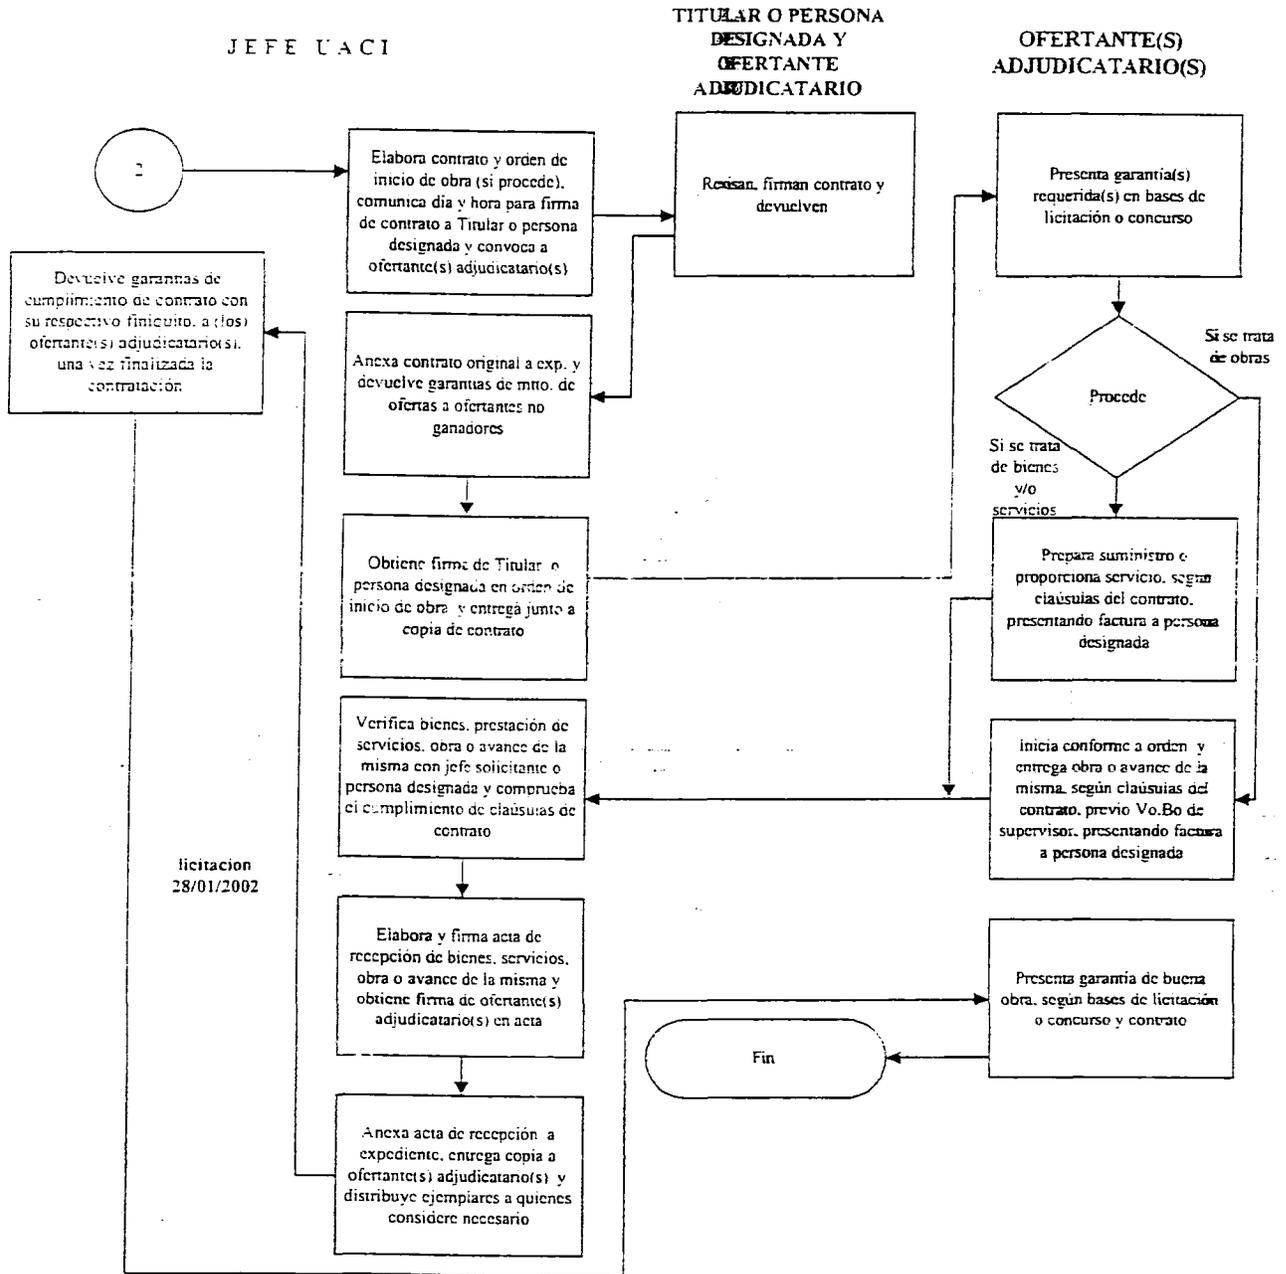 JEFE UACI
TITULAR O PERSONA
DESIGNADA Y
OFERTANTE
ADJUDICATARIO
OFERTANTE(S)
ADJUDICATARIO(S)
2
Elabora contrato y orden de
inicio de obra (si procede),
comunica día y hora para firma
de contrato a Titular o persona
designada y convoca a
ofertante(s) adjudicatario(s)
Revisan, firman contrato y
devuelven
Presenta garantía(s)
requerida(s) en bases de
licitación o concurso
Devuelve garantías de
cumplimiento de contrato con
su respectivo finiquito, a (los)
ofertante(s) adjudicatario(s),
una vez finalizada la
contratación
Anexa contrato original a exp. y
devuelve garantías de mtto. de
ofertas a ofertantes no
ganadores
Si se trata
de obras
Procede
Si se trata
de bienes
y/o
servicios
Obtiene firma de Titular o
persona designada en orden de
inicio de obra y entrega junto a
copia de contrato
Prepara suministro o
proporciona servicio, según
claúsulas del contrato,
presentando factura a persona
designada
Verifica bienes, prestación de
servicios, obra o avance de la
misma con jefe solicitante o
persona designada y comprueba
el cumplimiento de claúsulas de
contrato
Inicia conforme a orden y
entrega obra o avance de la
misma, según claúsulas del
contrato, previo Vo.Bo de
supervisor, presentando factura
a persona designada
licitacion
28/01/2002
Elabora y firma acta de
recepción de bienes, servicios,
obra o avance de la misma y
obtiene firma de ofertante(s)
adjudicatario(s) en acta
Presenta garantía de buena
obra, según bases de licitación
o concurso y contrato
Fin
Anexa acta de recepción a
expediente, entrega copia a
ofertante(s) adjudicatario(s) y
distribuye ejemplares a quienes
considere necesario